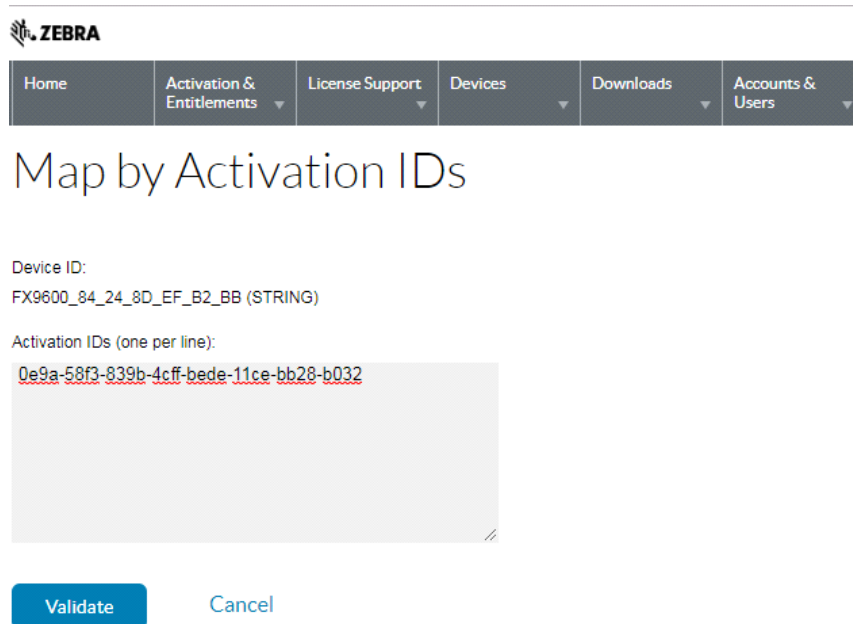 ZEBRA
Home
Activation & Entitlements
License Support
Devices
Downloads
Accounts & Users
Map by Activation IDs
Device ID:
FX9600_84_24_8D_EF_B2_BB (STRING)
Activation IDs (one per line):
0e9a-58f3-839b-4cff-bede-11ce-bb28-b032
Validate
Cancel